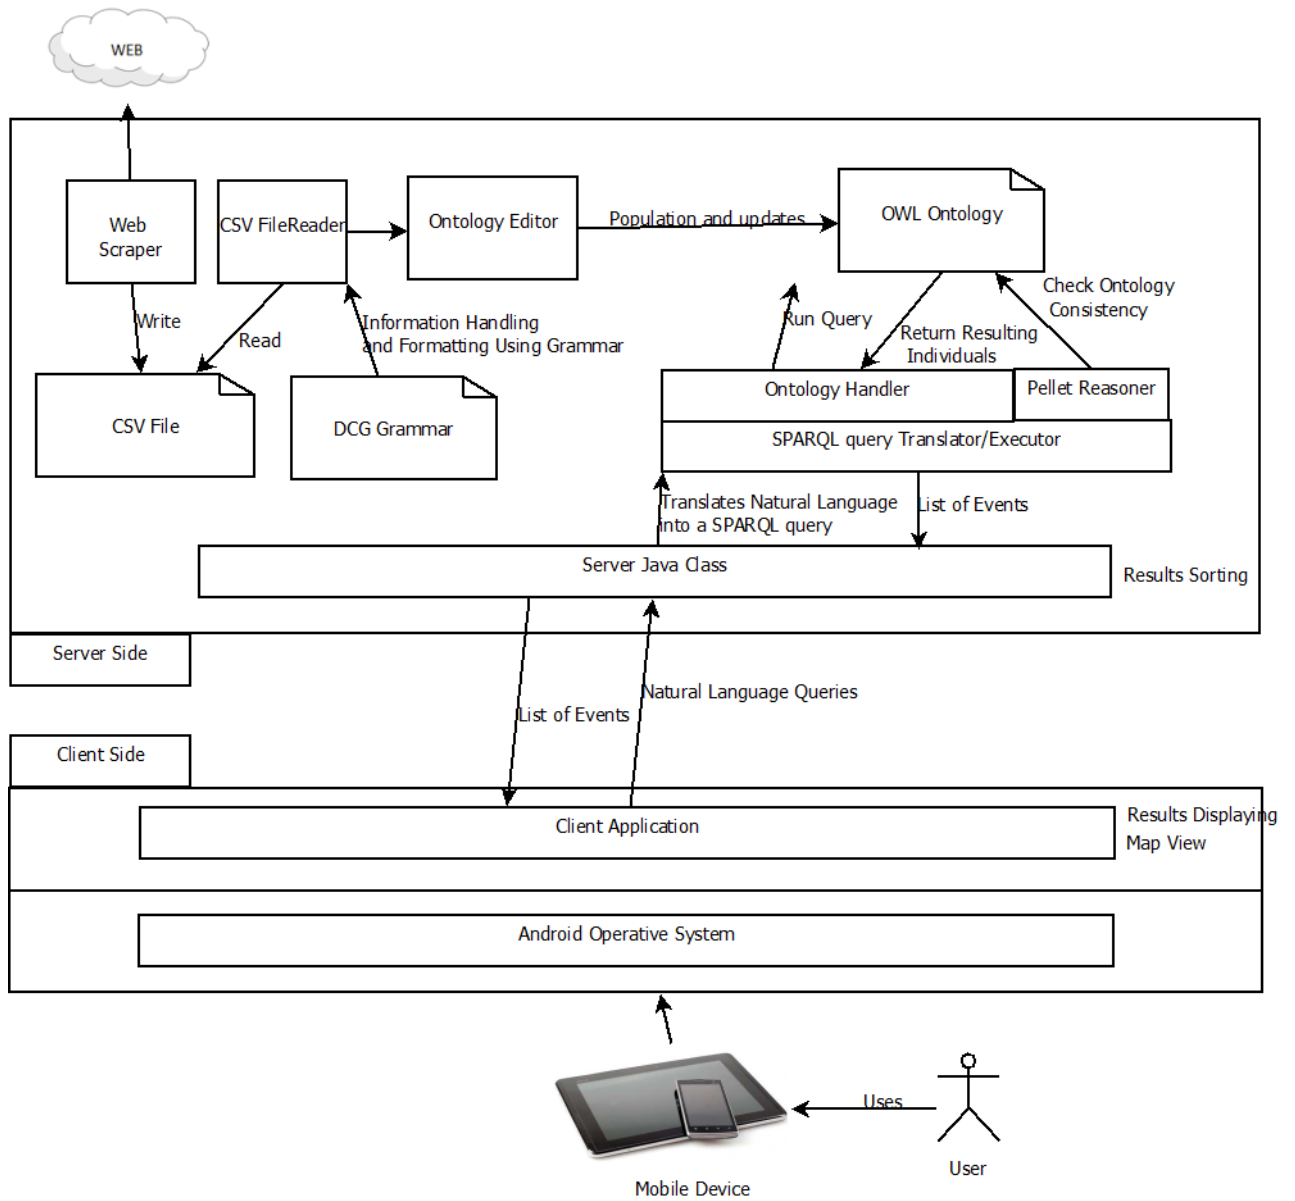 WEB
Web
Scraper
CSV FileReader
Ontology Editor
Population and updates
OWL Ontology
Write
Read
Information Handling
and Formatting Using Grammar
Run Query
Return Resulting
Individuals
Check Ontology
Consistency
CSV File
DCG Grammar
Ontology Handler
Pellet Reasoner
SPARQL query Translator/Executor
Translates Natural Language
into a SPARQL query
List of Events
Server Java Class
Results Sorting
Server Side
Natural Language Queries
List of Events
Client Side
Client Application
Results Displaying
Map View
Android Operative System
Uses
User
Mobile Device